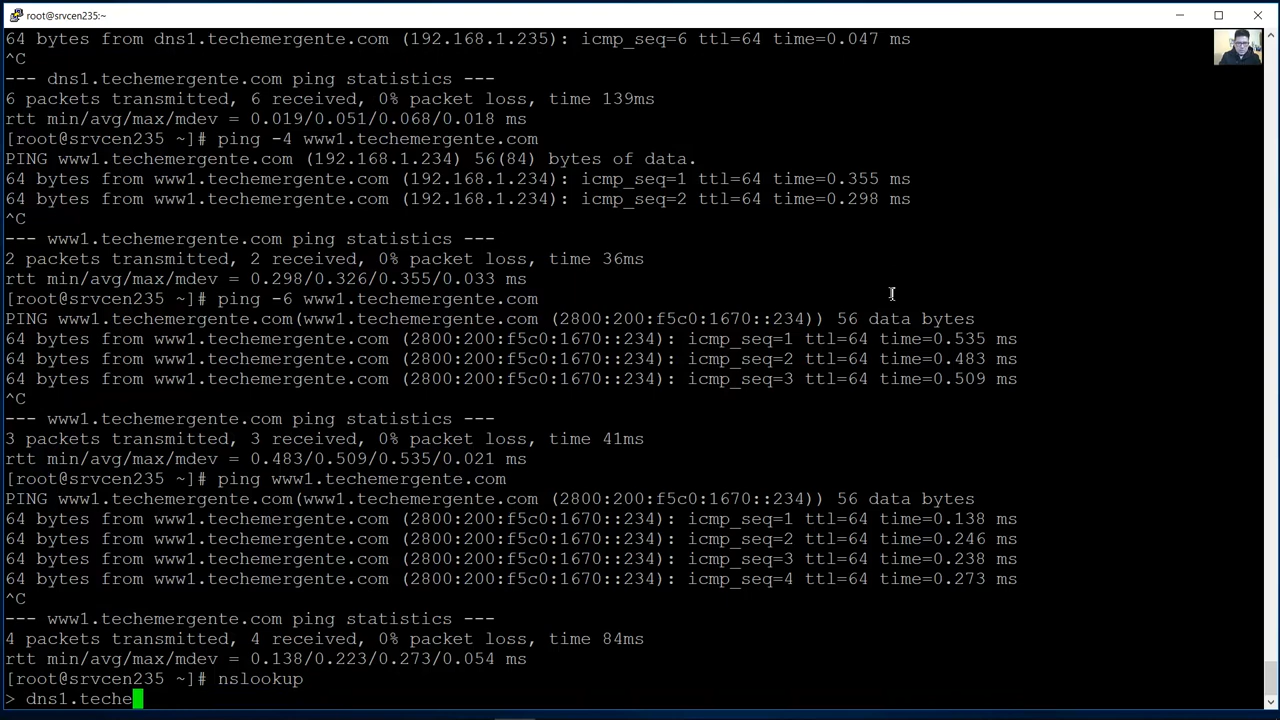 root@srvcen235:~
64 bytes from dns1.techemergente.com (192.168.1.235): icmp_seq=6 ttl=64 time=0.047 ms
^C
--- dns1.techemergente.com ping statistics ---
6 packets transmitted, 6 received, 0% packet loss, time 139ms
rtt min/avg/max/mdev = 0.019/0.051/0.068/0.018 ms
[root@srvcen235 ~]# ping -4 www1.techemergente.com
PING www1.techemergente.com (192.168.1.234) 56(84) bytes of data.
64 bytes from www1.techemergente.com (192.168.1.234): icmp_seq=1 ttl=64 time=0.355 ms
64 bytes from www1.techemergente.com (192.168.1.234): icmp_seq=2 ttl=64 time=0.298 ms
^C
--- www1.techemergente.com ping statistics ---
2 packets transmitted, 2 received, 0% packet loss, time 36ms
rtt min/avg/max/mdev = 0.298/0.326/0.355/0.033 ms
[root@srvcen235 ~]# ping -6 www1.techemergente.com
PING www1.techemergente.com(www1.techemergente.com (2800:200:f5c0:1670::234)) 56 data bytes
64 bytes from www1.techemergente.com (2800:200:f5c0:1670::234): icmp_seq=1 ttl=64 time=0.535 ms
64 bytes from www1.techemergente.com (2800:200:f5c0:1670::234): icmp_seq=2 ttl=64 time=0.483 ms
64 bytes from www1.techemergente.com (2800:200:f5c0:1670::234): icmp_seq=3 ttl=64 time=0.509 ms
^C
--- www1.techemergente.com ping statistics ---
3 packets transmitted, 3 received, 0% packet loss, time 41ms
rtt min/avg/max/mdev = 0.483/0.509/0.535/0.021 ms
[root@srvcen235 ~]# ping www1.techemergente.com
PING www1.techemergente.com(www1.techemergente.com (2800:200:f5c0:1670::234)) 56 data bytes
64 bytes from www1.techemergente.com (2800:200:f5c0:1670::234): icmp_seq=1 ttl=64 time=0.138 ms
64 bytes from www1.techemergente.com (2800:200:f5c0:1670::234): icmp_seq=2 ttl=64 time=0.246 ms
64 bytes from www1.techemergente.com (2800:200:f5c0:1670::234): icmp_seq=3 ttl=64 time=0.238 ms
64 bytes from www1.techemergente.com (2800:200:f5c0:1670::234): icmp_seq=4 ttl=64 time=0.273 ms
^C
--- www1.techemergente.com ping statistics ---
4 packets transmitted, 4 received, 0% packet loss, time 84ms
rtt min/avg/max/mdev = 0.138/0.223/0.273/0.054 ms
[root@srvcen235 ~]# nslookup
> dns1.teche